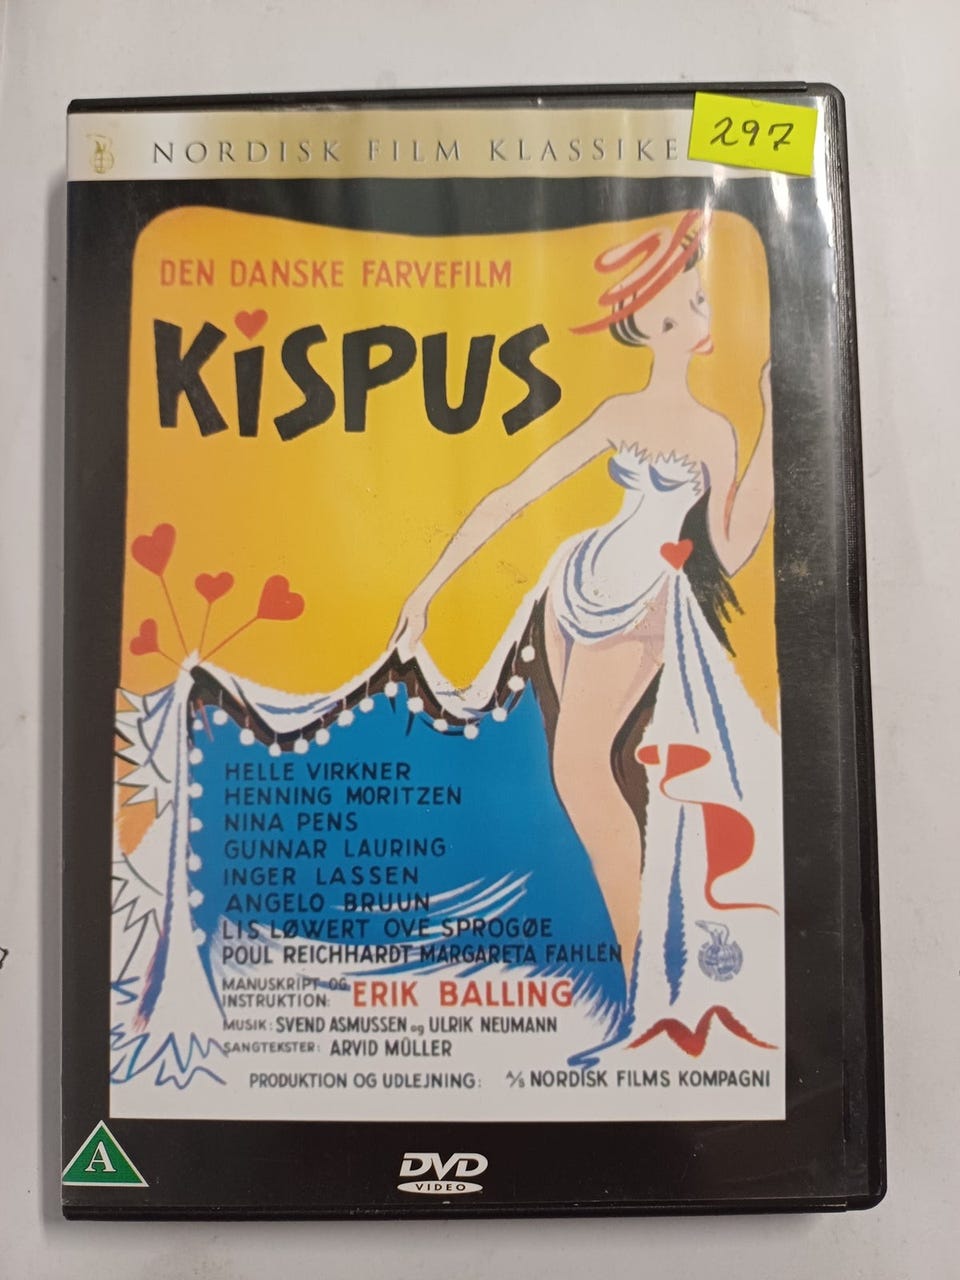 NORDISK FILM KLASSIKE
297
DEN DANSKE FARVEFILM
KiSPUS
HELLE VIRKNER
HENNING MORITZEN
NINA PENS
GUNNAR LAURING
INGER LASSEN
ANGELO BRUUN
LIS LØWERT OVE SPROGØE
POUL REICHHARDT MARGARETA FAHLÉN
MANUSKRIPT OG
INSTRUKTION: ERIK BALLING
MUSIK: SVEND ASMUSSEN og ULRIK NEUMANN
SANGTEKSTER: ARVID MÜLLER
PRODUKTION OG UDLEJNING: A/S NORDISK FILMS KOMPAGNI
A
DVD
VIDEO